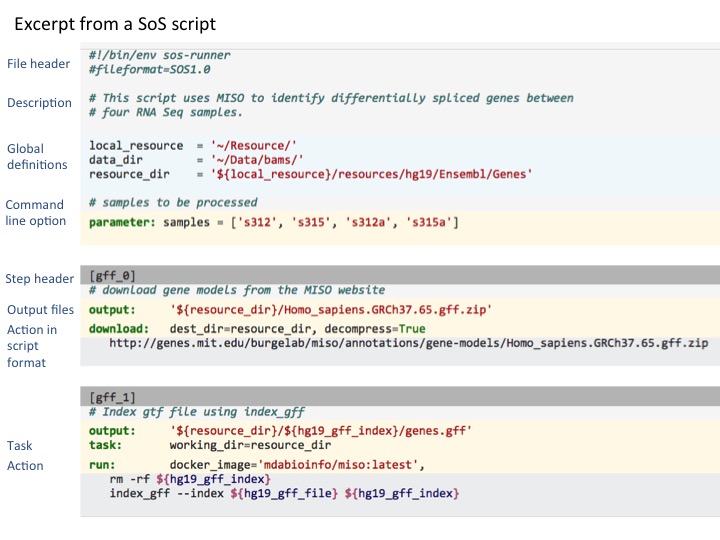 Excerpt from a SoS script
File header
#!/bin/env sos-runner
#fileformat=SOS1.0
Description
# This script uses MISO to identify differentially spliced genes between
# four RNA Seq samples.
Global
definitions
local_resource  = '~/Resource/'
data_dir        = '~/Data/bams/'
resource_dir    = '${local_resource}/resources/hg19/Ensembl/Genes'
Command
line option
# samples to be processed
parameter: samples = ['s312', 's315', 's312a', 's315a']
Step header
[gff_0]
# download gene models from the MISO website
Output files
output:     '${resource_dir}/Homo_sapiens.GRCh37.65.gff.zip'
Action in
script
format
download:   dest_dir=resource_dir, decompress=True
http://genes.mit.edu/burgelab/miso/annotations/gene-models/Homo_sapiens.GRCh37.65.gff.zip
[gff_1]
# Index gtf file using index_gff
output:     '${resource_dir}/${hg19_gff_index}/genes.gff'
Task
task:       working_dir=resource_dir
Action
run:        docker_image='mdabioinfo/miso:latest',
rm -rf ${hg19_gff_index}
index_gff --index ${hg19_gff_file} ${hg19_gff_index}